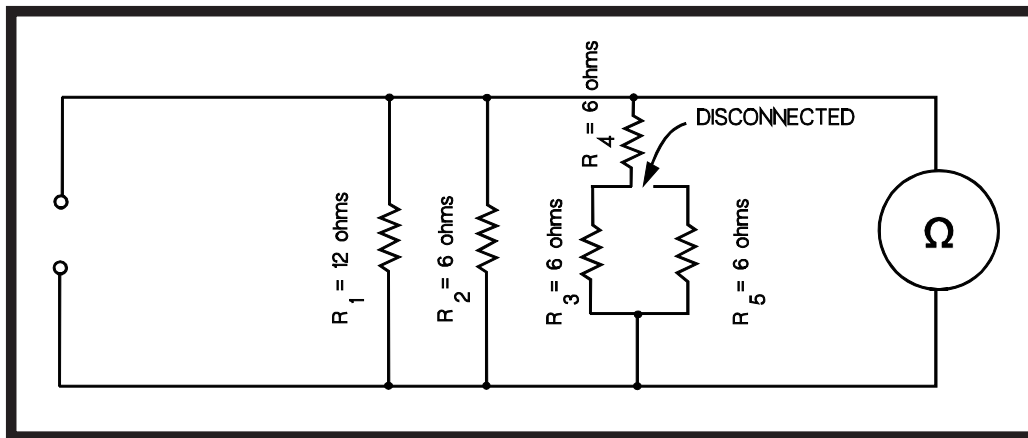 R1 = 12 ohms
R2 = 6 ohms
R3 = 6 ohms
R4 = 6 ohms
DISCONNECTED
R5 = 6 ohms
Ω